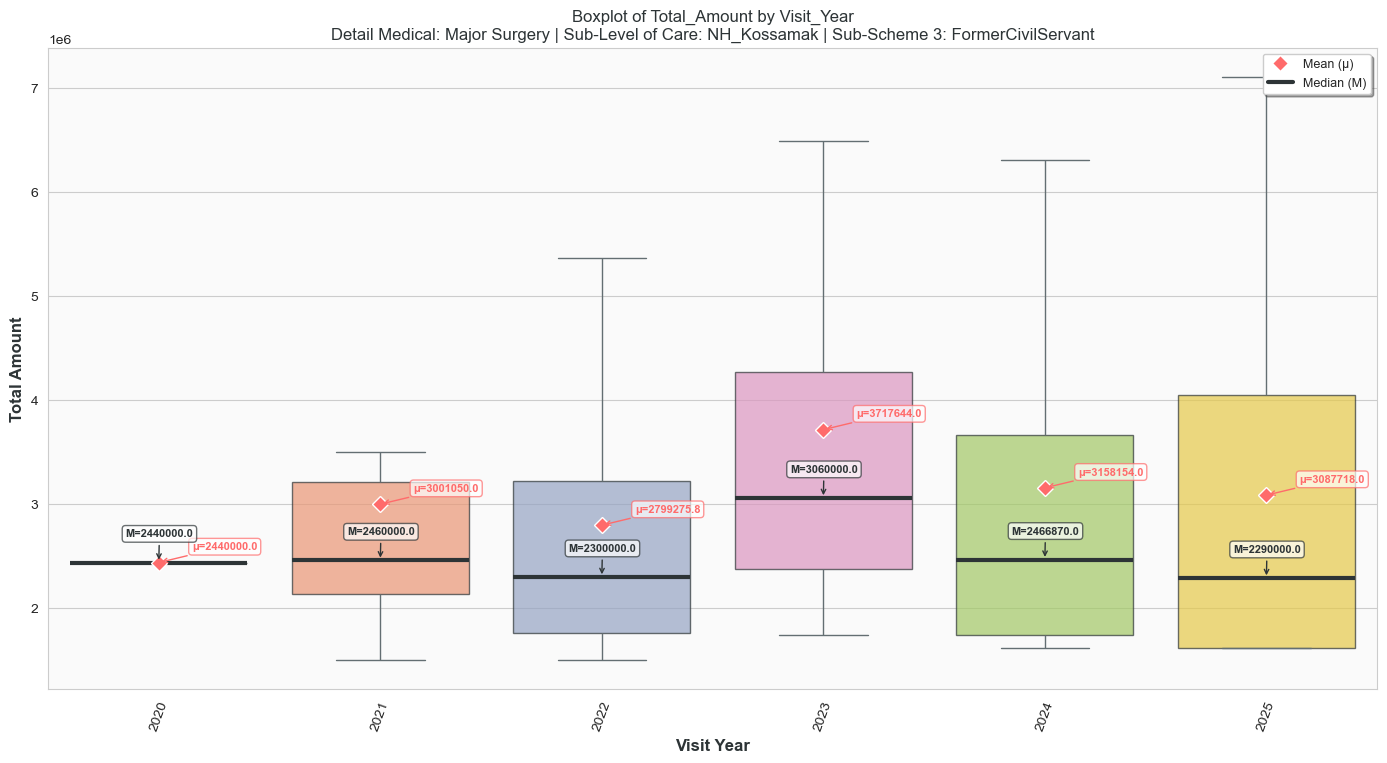 Boxplot of Total_Amount by Visit_Year
Detail Medical: Major Surgery | Sub-Level of Care: NH_Kossamak | Sub-Scheme 3: FormerCivilServant
1e6
Mean (μ)
Median (M)
7
6
5
4
3
2
Total Amount
M=2440000.0
μ=2440000.0
μ=3001050.0
M=2460000.0
μ=2799275.8
M=2300000.0
μ=3717644.0
M=3060000.0
μ=3158154.0
M=2466870.0
μ=3087718.0
M=2290000.0
2020
2021
2022
2023
2024
2025
Visit Year